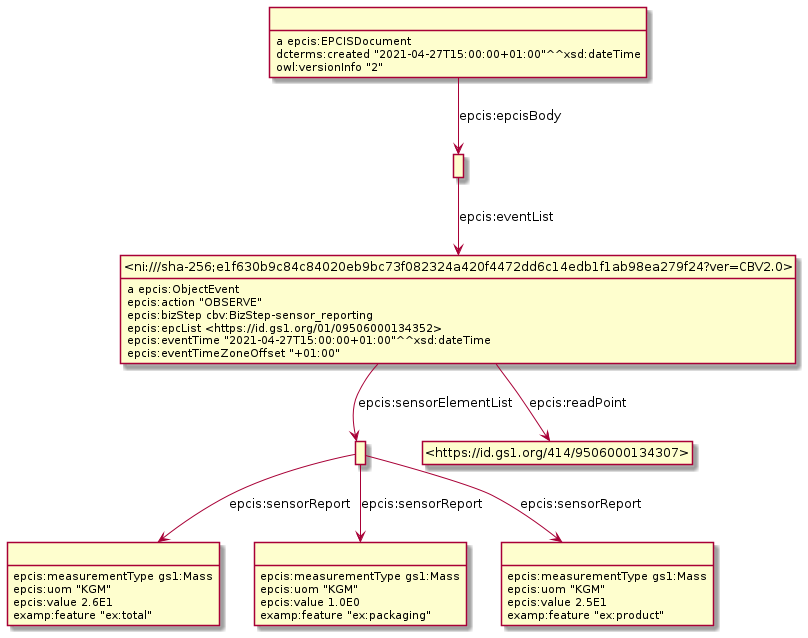 a epcis:EPCISDocument
dcterms:created "2021-04-27T15:00:00+01:00"^^xsd:dateTime
owl:versionInfo "2"
epcis:epcisBody
epcis:eventList
<ni:///sha-256;e1f630b9c84c84020eb9bc73f082324a420f4472dd6c14edb1f1ab98ea279f24?ver=CBV2.0>
a epcis:ObjectEvent
epcis:action "OBSERVE"
epcis:bizStep cbv:BizStep-sensor_reporting
epcis:epcList <https://id.gs1.org/01/09506000134352>
epcis:eventTime "2021-04-27T15:00:00+01:00"^^xsd:dateTime
epcis:eventTimeZoneOffset "+01:00"
epcis:sensorElementList
epcis:readPoint
<https://id.gs1.org/414/9506000134307>
epcis:sensorReport
epcis:sensorReport
epcis:sensorReport
epcis:measurementType gs1:Mass
epcis:uom "KGM"
epcis:value 2.6E1
examp:feature "ex:total"
epcis:measurementType gs1:Mass
epcis:uom "KGM"
epcis:value 1.0E0
examp:feature "ex:packaging"
epcis:measurementType gs1:Mass
epcis:uom "KGM"
epcis:value 2.5E1
examp:feature "ex:product"